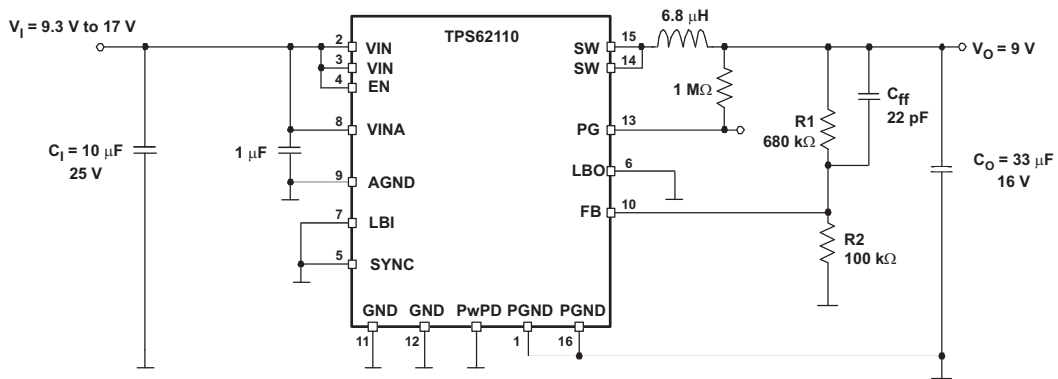 V_I = 9.3 V to 17 V
TPS62110
6.8 μH
V_O = 9 V
2
VIN
3
VIN
4
EN
8
VINA
9
AGND
7
LBI
5
SYNC
C_I = 10 μF
25 V
1 μF
SW
15
SW
14
1 MΩ
PG
13
LBO
6
FB
10
C_ff
22 pF
R1
680 kΩ
C_O = 33 μF
16 V
R2
100 kΩ
GND
GND
PwPD
PGND
PGND
11
12
1
16